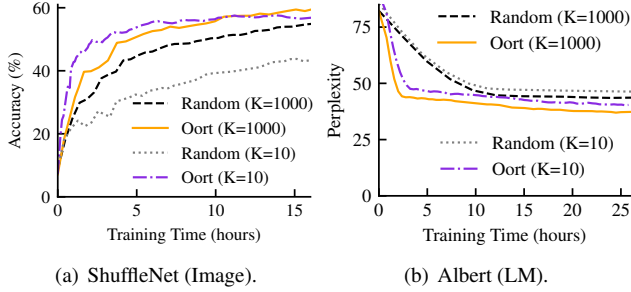 60
40
20
0
Accuracy (%)
Random (K=1000)
Oort (K=1000)
Random (K=10)
Oort (K=10)
0 5 10 15
Training Time (hours)
(a) ShuffleNet (Image).
75
50
25
0
Perplexity
Random (K=1000)
Oort (K=1000)
Random (K=10)
Oort (K=10)
0 5 10 15 20 25
Training Time (hours)
(b) Albert (LM).